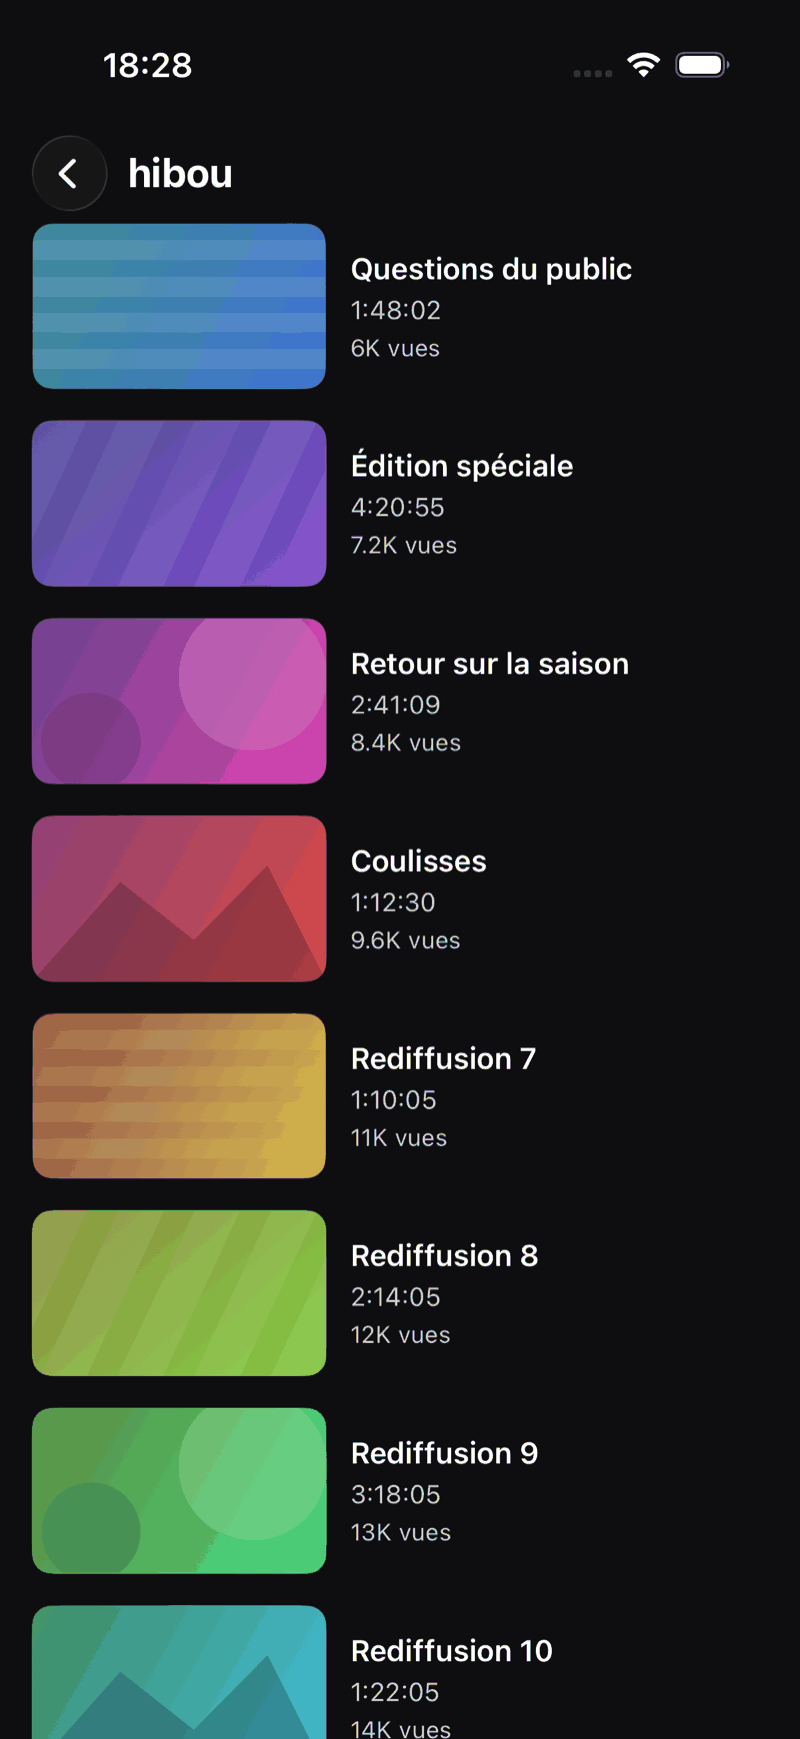 18:28
hibou
Questions du public
1:48:02
6K vues
Édition spéciale
4:20:55
7.2K vues
Retour sur la saison
2:41:09
8.4K vues
Coulisses
1:12:30
9.6K vues
Rediffusion 7
1:10:05
11K vues
Rediffusion 8
2:14:05
12K vues
Rediffusion 9
3:18:05
13K vues
Rediffusion 10
1:22:05
14K vues